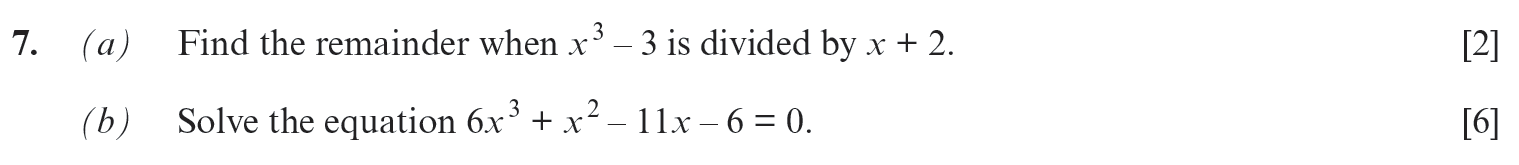 7. (a) Find the remainder when x³ – 3 is divided by x + 2. [2]
(b) Solve the equation 6x³ + x² – 11x – 6 = 0. [6]